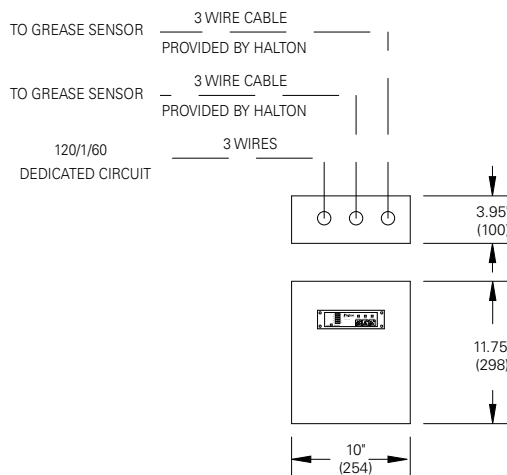 3 WIRE CABLE
TO GREASE SENSOR
PROVIDED BY HALTON
3 WIRE CABLE
TO GREASE SENSOR
PROVIDED BY HALTON
120/1/60
3 WIRES
DEDICATED CIRCUIT
3.95"
(100)
11.75
(298)
10"
(254)